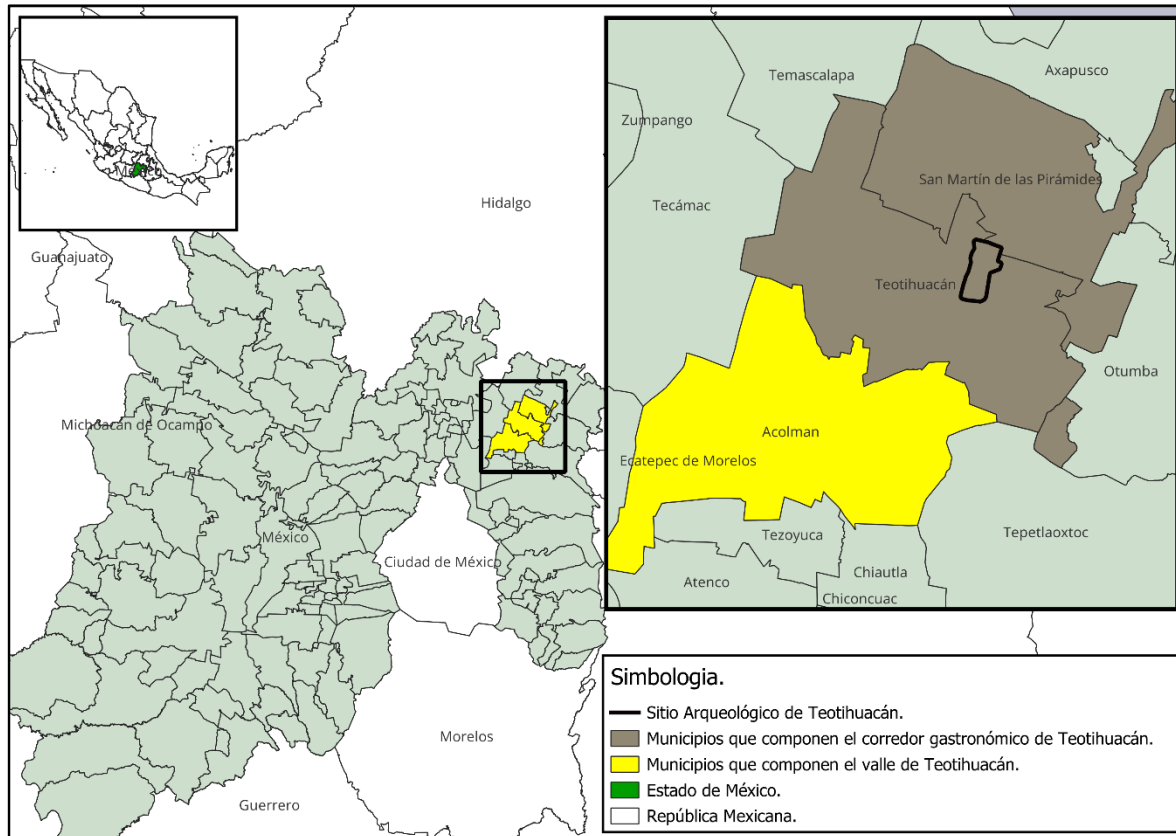 México
Hidalgo
Guanajuato
Michoacán de Ocampo
México
Ciudad de México
Morelos
Guerrero
Temascalapa
Axapusco
Zumpango
San Martín de las Pirámides
Tecámac
Teotihuacán
Otumba
Acolman
Ecatepec de Morelos
Tezoyuca
Tepetlaoxtoc
Atenco
Chiautla
Chiconcuac
Simbologia.
Sitio Arqueológico de Teotihuacán.
Municipios que componen el corredor gastronómico de Teotihuacán.
Municipios que componen el valle de Teotihuacán.
Estado de México.
República Mexicana.